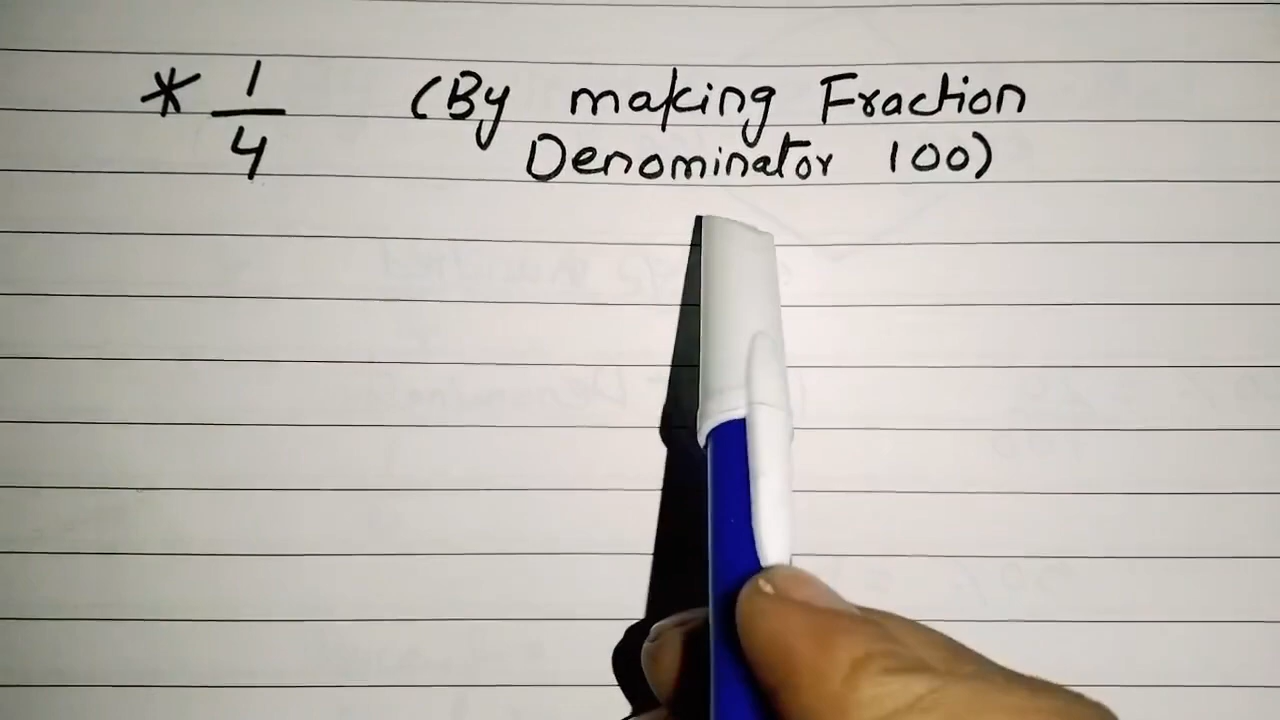 * 1/4 (By making Fraction
Denominator 100)